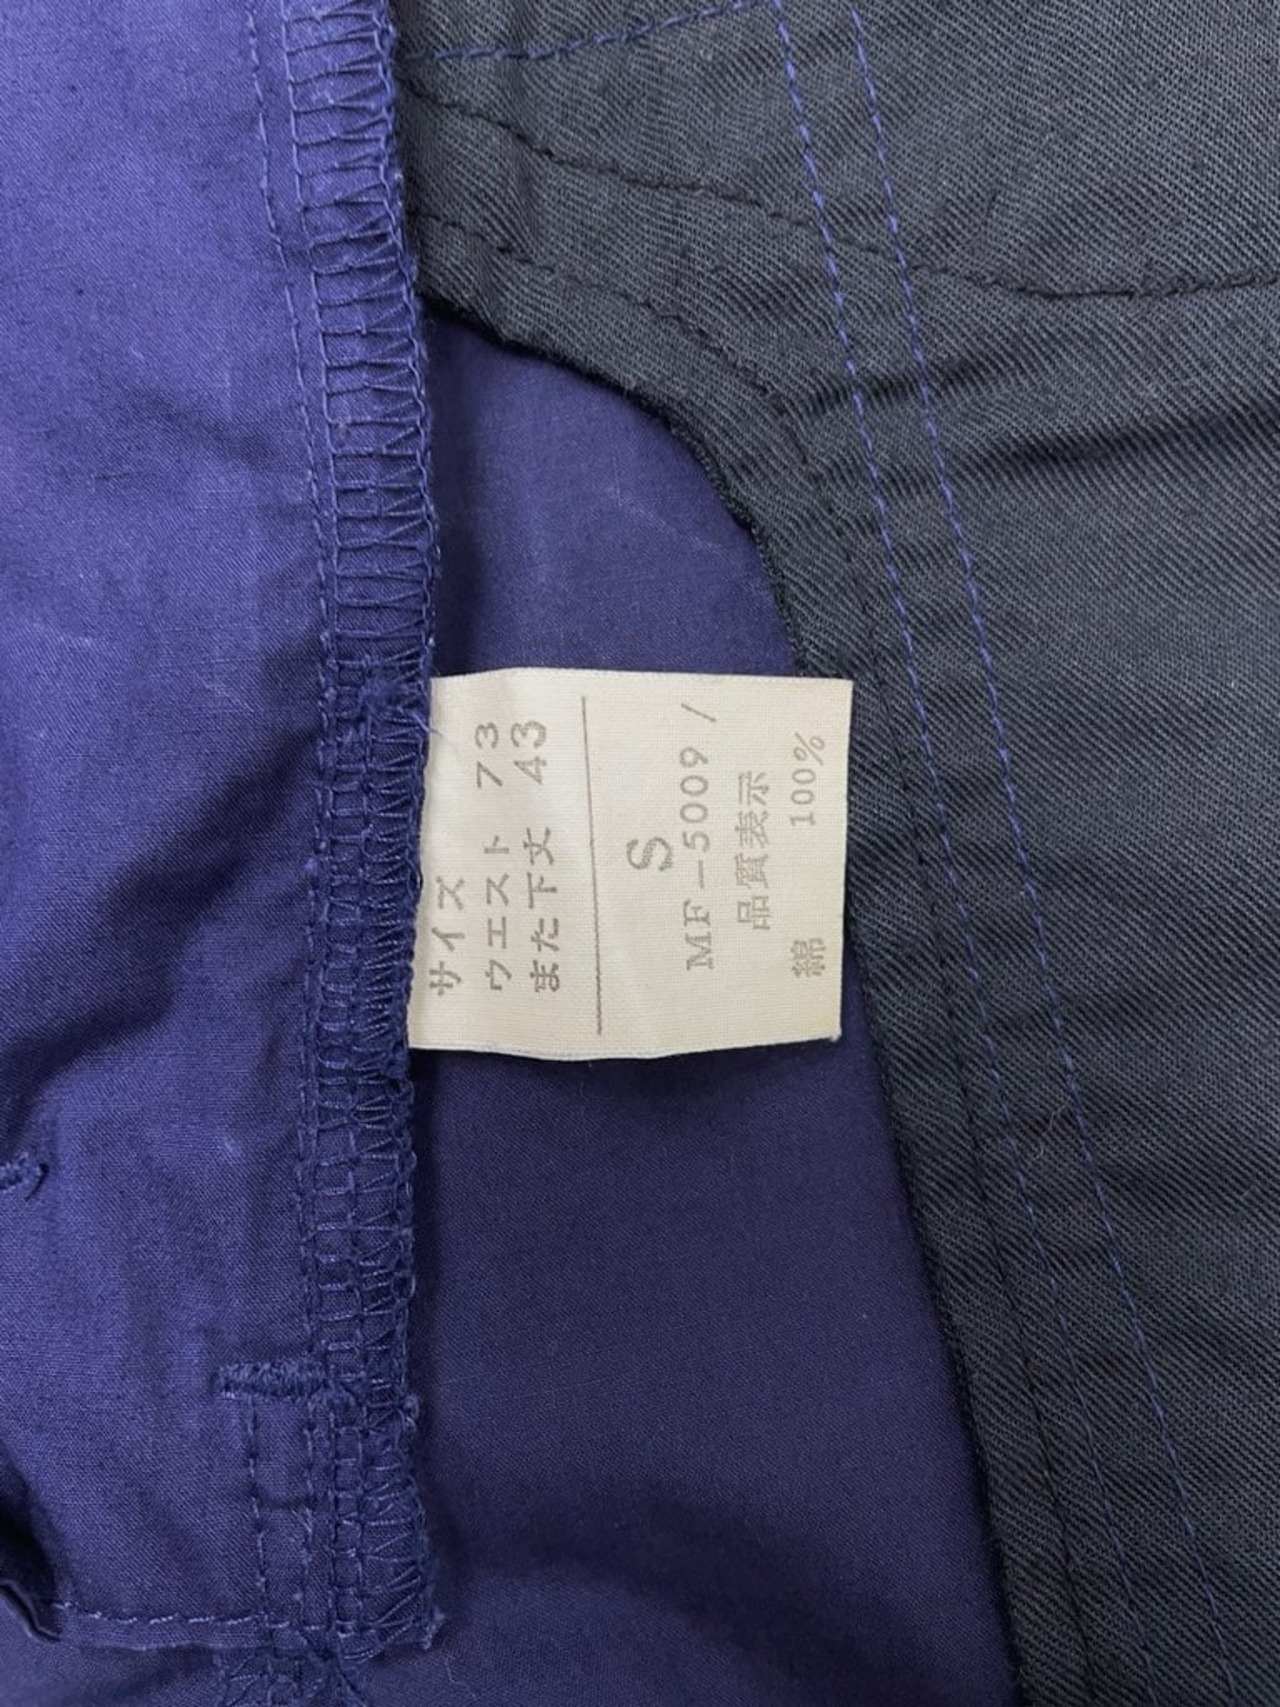 サイズ
ウエスト 73
また下丈 43
S
MF-5009/
品質表示
綿 100%